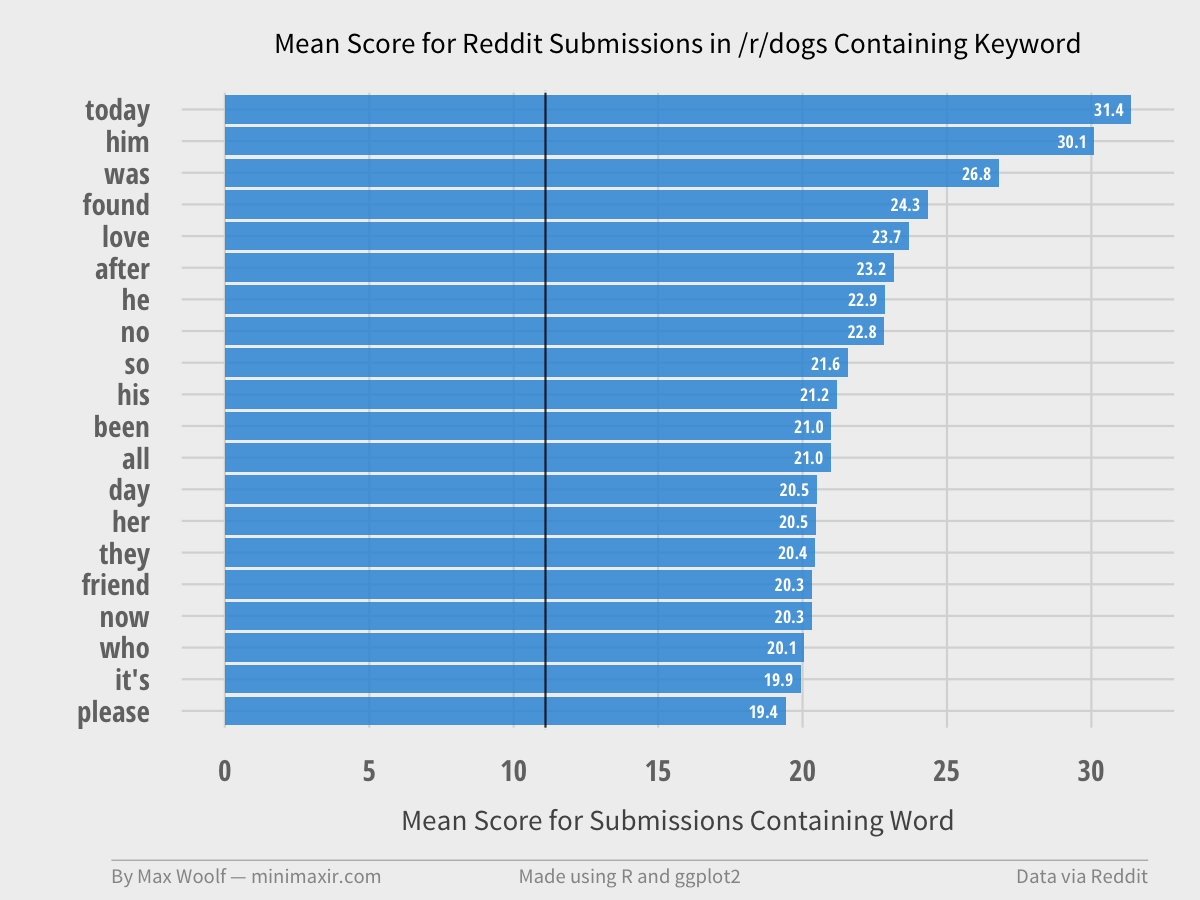 Mean Score for Reddit Submissions in /r/dogs Containing Keyword
today 31.4
him 30.1
was 26.8
found 24.3
love 23.7
after 23.2
he 22.9
no 22.8
so 21.6
his 21.2
been 21.0
all 21.0
day 20.5
her 20.5
they 20.4
friend 20.3
now 20.3
who 20.1
it's 19.9
please 19.4
0 5 10 15 20 25 30
Mean Score for Submissions Containing Word
By Max Woolf — minimaxir.com Made using R and ggplot2 Data via Reddit